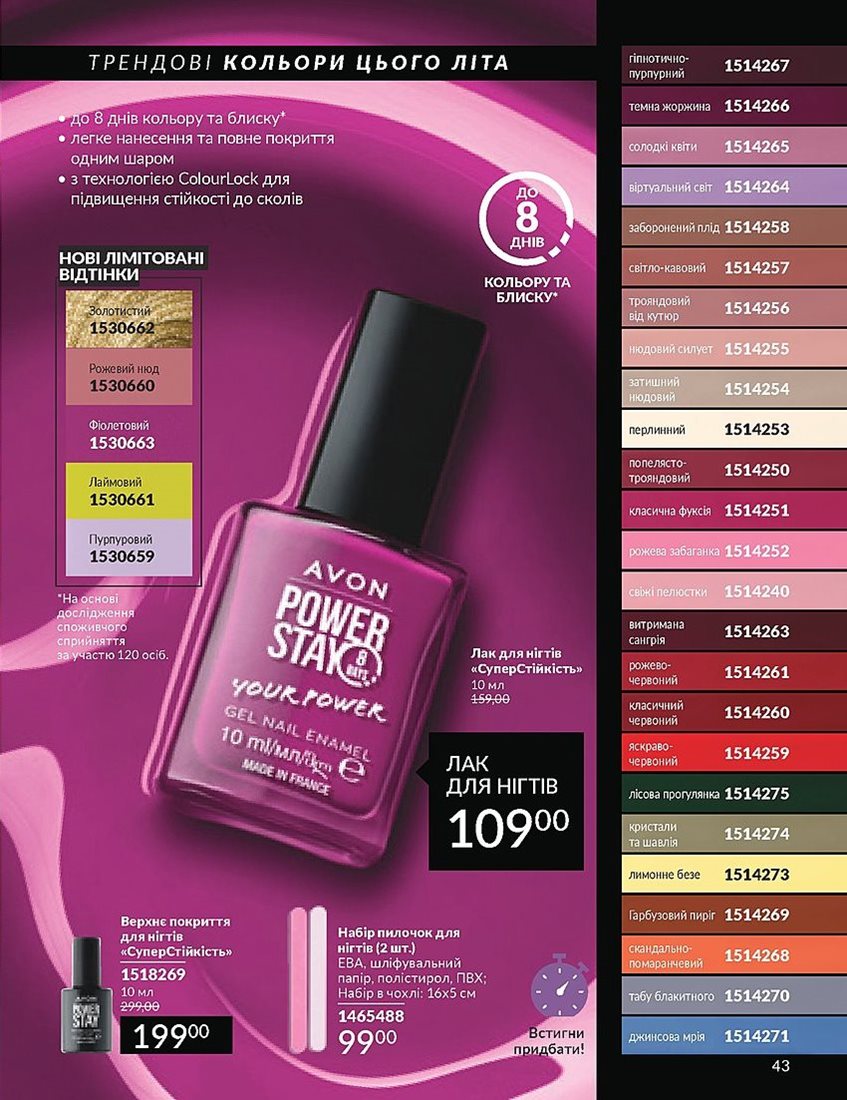 ТРЕНДОВІ КОЛЬОРИ ЦЬОГО ЛІТА
• до 8 днів кольору та блиску*
• легке нанесення та повне покриття
одним шаром
• з технологією ColourLock для
підвищення стійкості до сколів
ДО
8
ДНІВ
КОЛЬОРУ ТА
БЛИСКУ*
НОВІ ЛІМІТОВАНІ
ВІДТІНКИ
Золотистий
1530662
Рожевий нюд
1530660
Фіолетовий
1530663
Лаймовий
1530661
Пурпуровий
1530659
*На основі
дослідження
споживчого
сприйняття
за участю 120 осіб.
AVON
POWER
STAY
8
DAYS
YOUR POWER
GEL NAIL ENAMEL
10 ml/мл/
MADE IN FRANCE
Лак для нігтів
«СуперСтійкість»
10 мл
159,00
ЛАК
ДЛЯ НІГТІВ
10900
Верхнє покриття
для нігтів
«СуперСтійкість»
1518269
10 мл
299,00
19900
AVON
POWER
STAY
Набір пилочок для
нігтів (2 шт.)
ЕВА, шліфувальний
папір, полістирол, ПВХ;
Набір в чохлі: 16х5 см
1465488
9900
Встигни
придбати!
гіпнотично-
пурпурний 1514267
темна жоржина 1514266
солодкі квіти 1514265
віртуальний світ 1514264
заборонений плід 1514258
світло-кавовий 1514257
трояндовий
від кутюр 1514256
нюдовий силует 1514255
затишний
нюдовий 1514254
перлинний 1514253
попелясто-
трояндовий 1514250
класична фуксія 1514251
рожева забаганка 1514252
свіжі пелюстки 1514240
витримана
сангрія 1514263
рожево-
червоний 1514261
класичний
червоний 1514260
яскраво-
червоний 1514259
лісова прогулянка 1514275
кристали
та шавлія 1514274
лимонне безе 1514273
Гарбузовий пиріг 1514269
скандально-
помаранчевий 1514268
табу блакитного 1514270
джинсова мрія 1514271
43